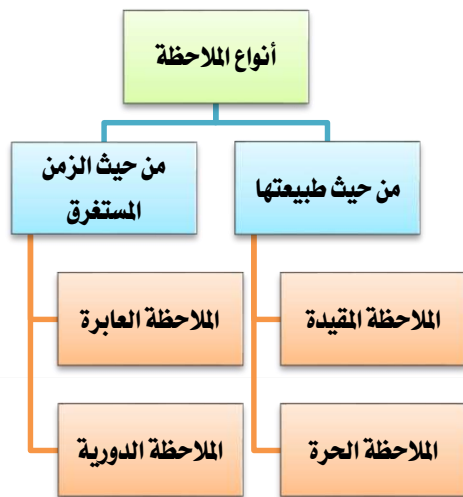 أنواع الملاحظة
من حيث طبيعتها
من حيث الزمن
المستغرق
الملاحظة المقيدة
الملاحظة العابرة
الملاحظة الحرة
الملاحظة الدورية